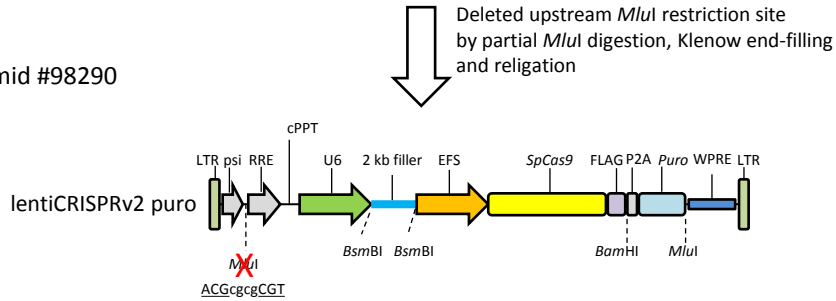 Deleted upstream MluI restriction site
by partial MluI digestion, Klenow end-filling
and religation
mid #98290
cPPT
LTR psi RRE U6 2 kb filler EFS SpCas9 FLAG P2A Puro WPRE LTR
lentiCRISPRv2 puro
MluI BsmBI BsmBI BamHI MluI
ACGcgcgCGT